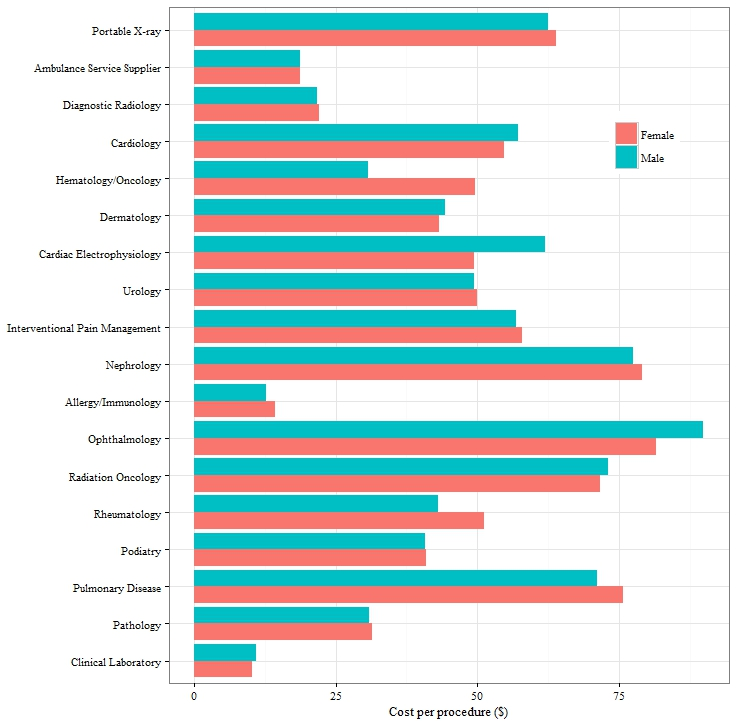 Portable X-ray
Ambulance Service Supplier
Diagnostic Radiology
Cardiology
Hematology/Oncology
Dermatology
Cardiac Electrophysiology
Urology
Interventional Pain Management
Nephrology
Allergy/Immunology
Ophthalmology
Radiation Oncology
Rheumatology
Podiatry
Pulmonary Disease
Pathology
Clinical Laboratory
Female
Male
0 25 50 75
Cost per procedure ($)